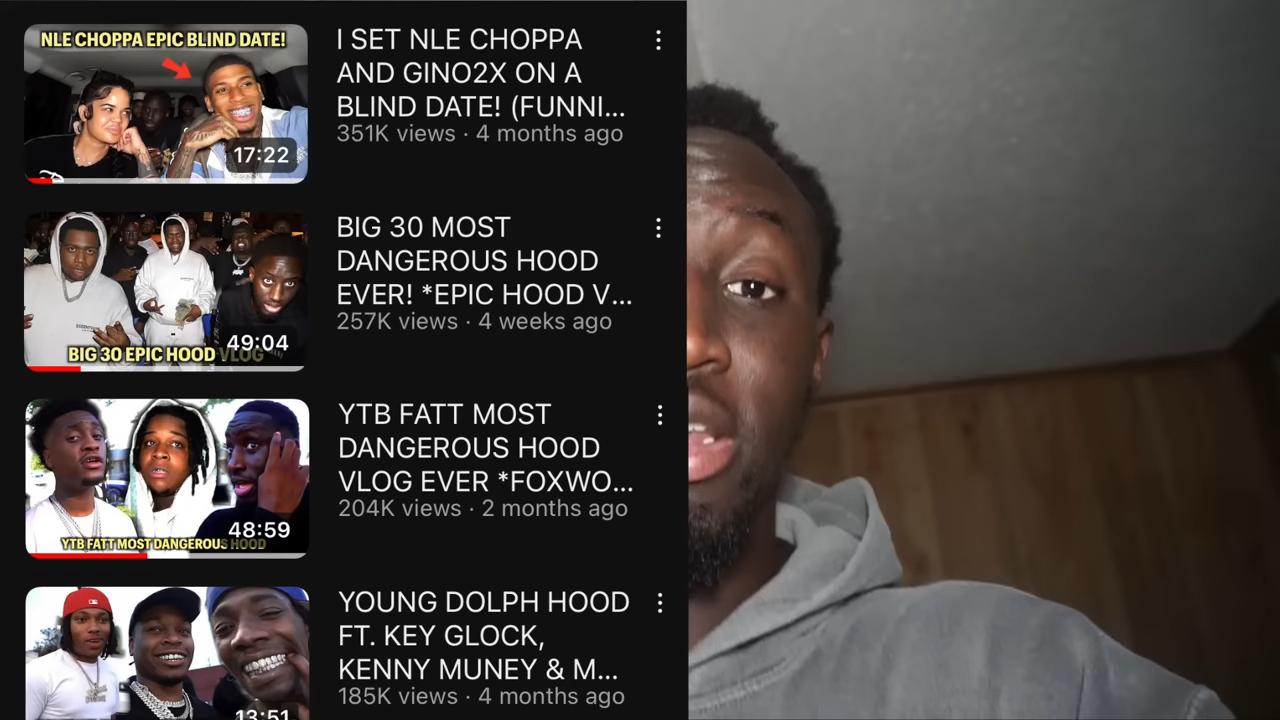 NLE CHOPPA EPIC BLIND DATE!
17:22
I SET NLE CHOPPA
AND GINO2X ON A
BLIND DATE! (FUNNI...
351K views · 4 months ago
BIG 30 EPIC HOOD VLOG
49:04
BIG 30 MOST
DANGEROUS HOOD
EVER! *EPIC HOOD V...
257K views · 4 weeks ago
YTB FATT MOST DANGEROUS HOOD
48:59
YTB FATT MOST
DANGEROUS HOOD
VLOG EVER *FOXWO...
204K views · 2 months ago
13:51
YOUNG DOLPH HOOD
FT. KEY GLOCK,
KENNY MUNEY & M...
185K views · 4 months ago